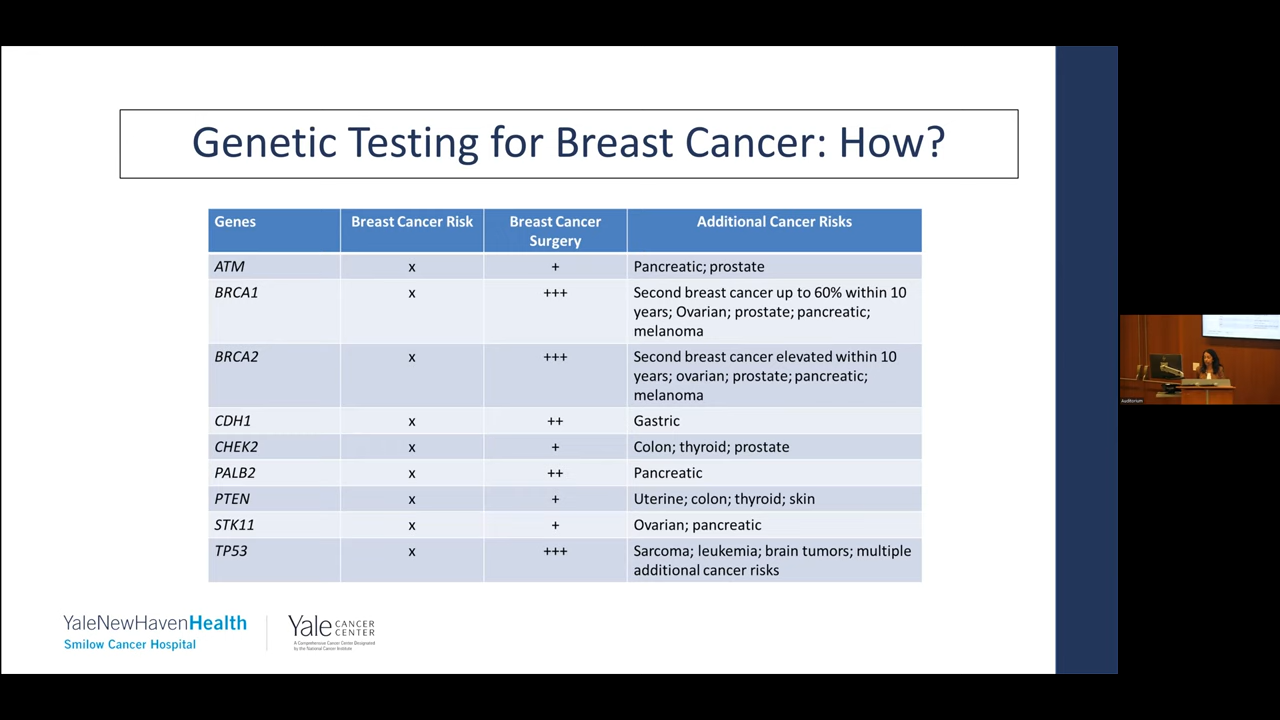 Genetic Testing for Breast Cancer: How?
Genes
Breast Cancer Risk
Breast Cancer
Surgery
Additional Cancer Risks
ATM
x
+
Pancreatic; prostate
BRCA1
x
+++
Second breast cancer up to 60% within 10
years; Ovarian; prostate; pancreatic;
melanoma
BRCA2
x
+++
Second breast cancer elevated within 10
years; ovarian; prostate; pancreatic;
melanoma
CDH1
x
++
Gastric
CHEK2
x
+
Colon; thyroid; prostate
PALB2
x
++
Pancreatic
PTEN
x
+
Uterine; colon; thyroid; skin
STK11
x
+
Ovarian; pancreatic
TP53
x
+++
Sarcoma; leukemia; brain tumors; multiple
additional cancer risks
YaleNewHavenHealth
Smilow Cancer Hospital
Yale CANCER
CENTER
A Comprehensive Cancer Center Designated
by the National Cancer Institute
Auditorium